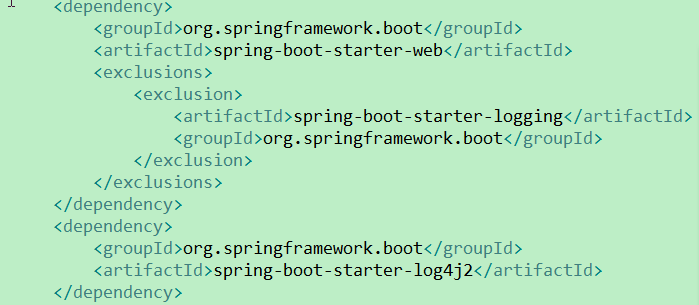 <dependency>
<groupId>org.springframework.boot</groupId>
<artifactId>spring-boot-starter-web</artifactId>
<exclusions>
<exclusion>
<artifactId>spring-boot-starter-logging</artifactId>
<groupId>org.springframework.boot</groupId>
</exclusion>
</exclusions>
</dependency>
<dependency>
<groupId>org.springframework.boot</groupId>
<artifactId>spring-boot-starter-log4j2</artifactId>
</dependency>